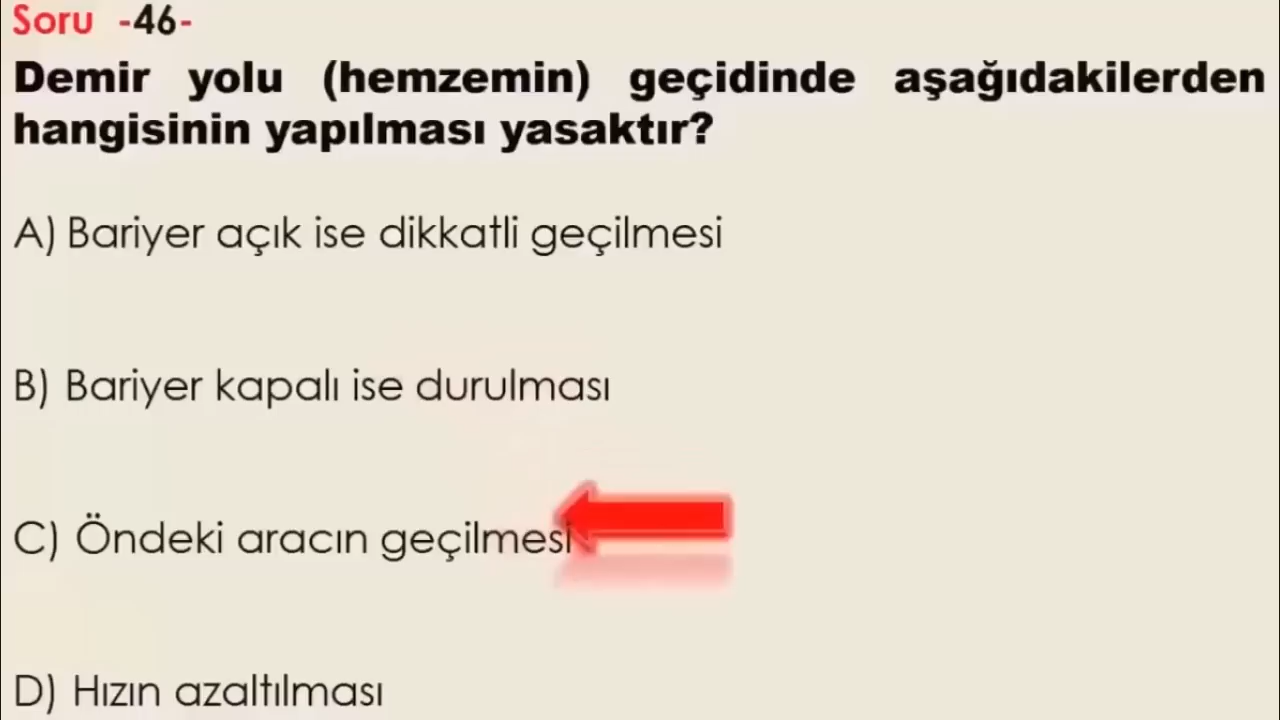 Soru -46-
Demir yolu (hemzemin) geçidinde aşağıdakilerden
hangisinin yapılması yasaktır?
A) Bariyer açık ise dikkatli geçilmesi
B) Bariyer kapalı ise durulması
C) Öndeki aracın geçilmesi
D) Hızın azaltılması